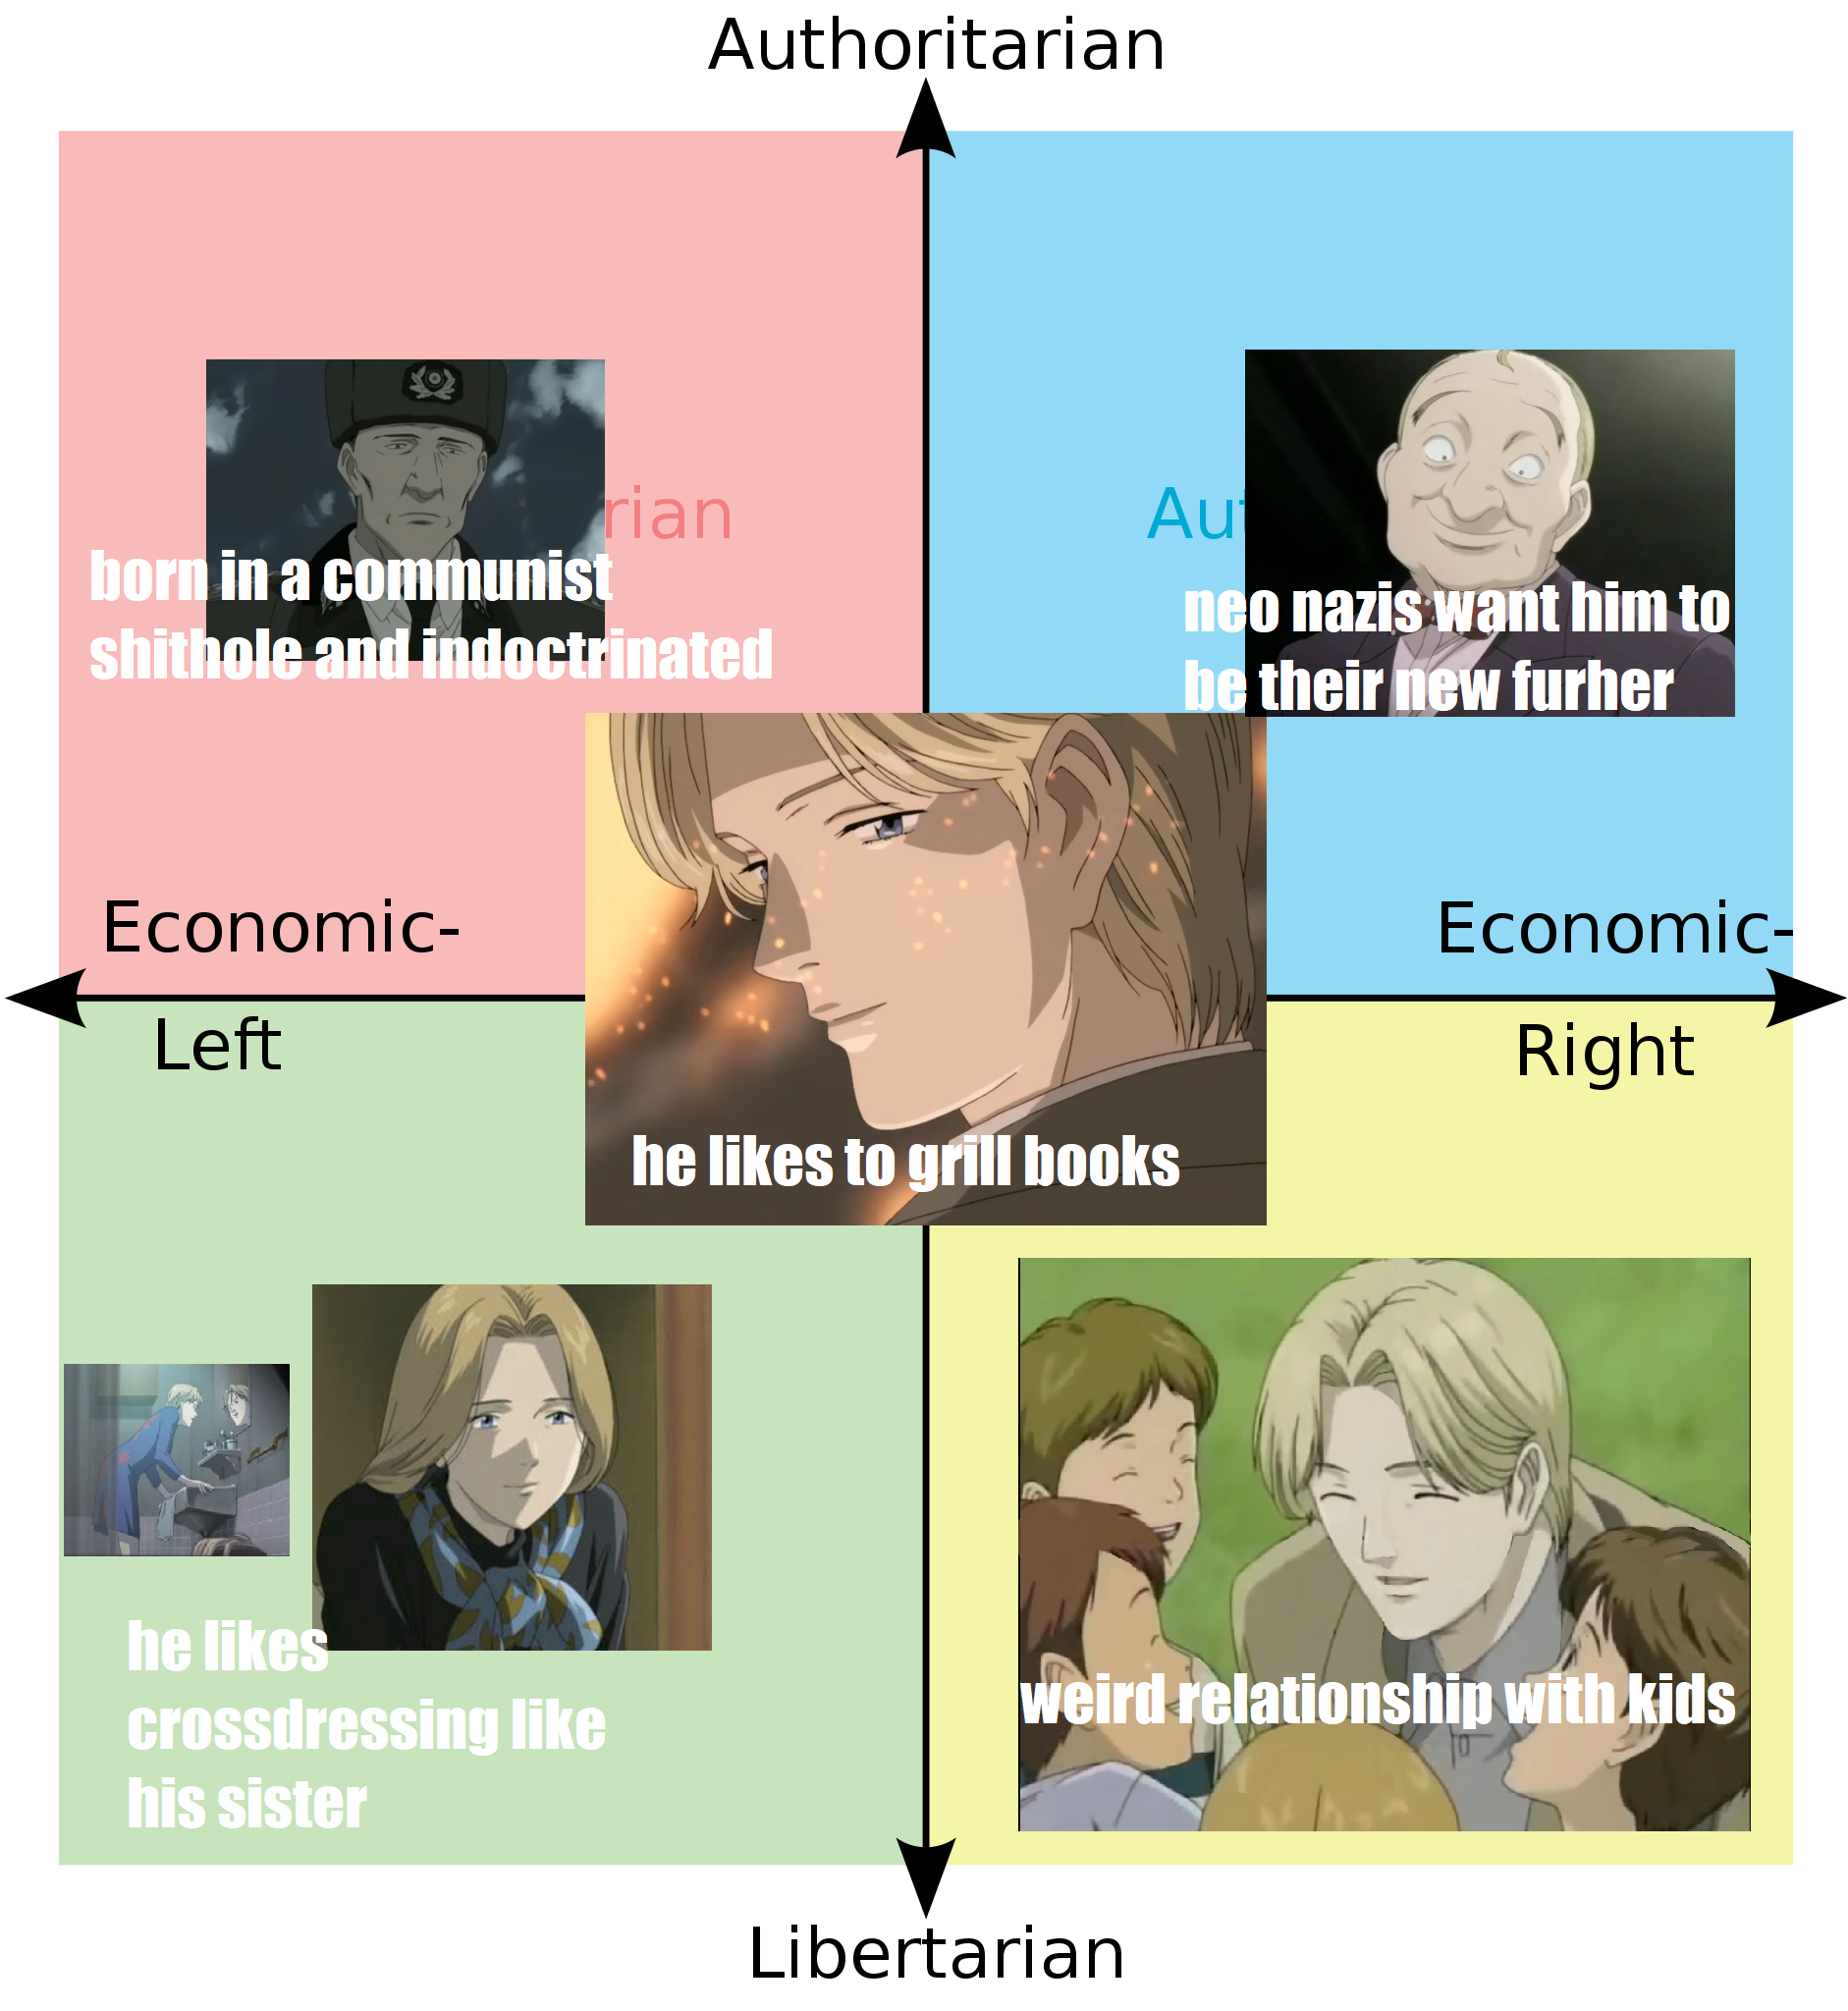 Authoritarian
rian
Aut
born in a communist
shithole and indoctrinated
neo nazis want him to
be their new furher
Economic-
Economic-
Left
Right
he likes to grill books
he likes
crossdressing like
his sister
weird relationship with kids
Libertarian